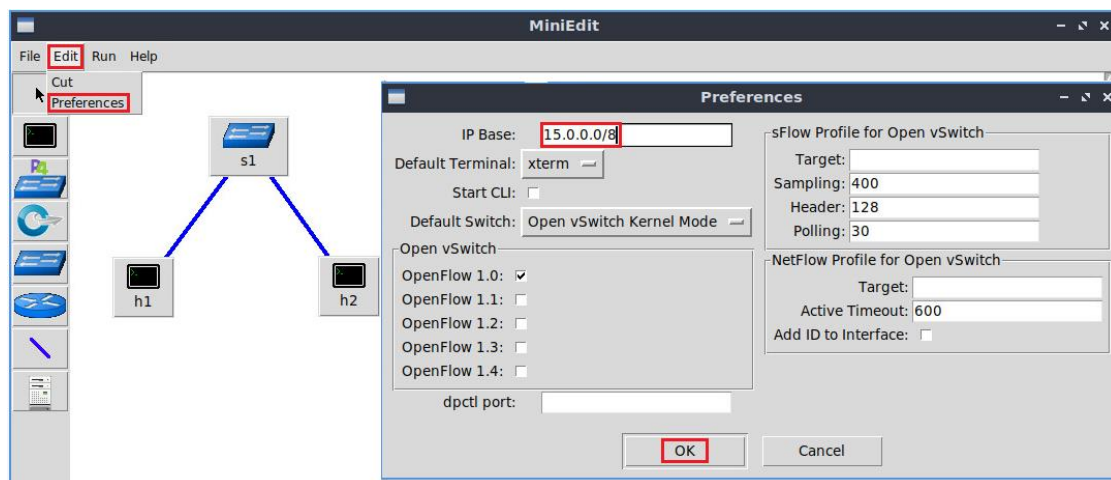 MiniEdit
File Edit Run Help
Cut
Preferences
P4
s1
h1
h2
Preferences
IP Base: 15.0.0.0/8
Default Terminal: xterm
Start CLI:
Default Switch: Open vSwitch Kernel Mode
Open vSwitch
OpenFlow 1.0:
OpenFlow 1.1:
OpenFlow 1.2:
OpenFlow 1.3:
OpenFlow 1.4:
dpctl port:
sFlow Profile for Open vSwitch
Target:
Sampling: 400
Header: 128
Polling: 30
NetFlow Profile for Open vSwitch
Target:
Active Timeout: 600
Add ID to Interface:
OK
Cancel